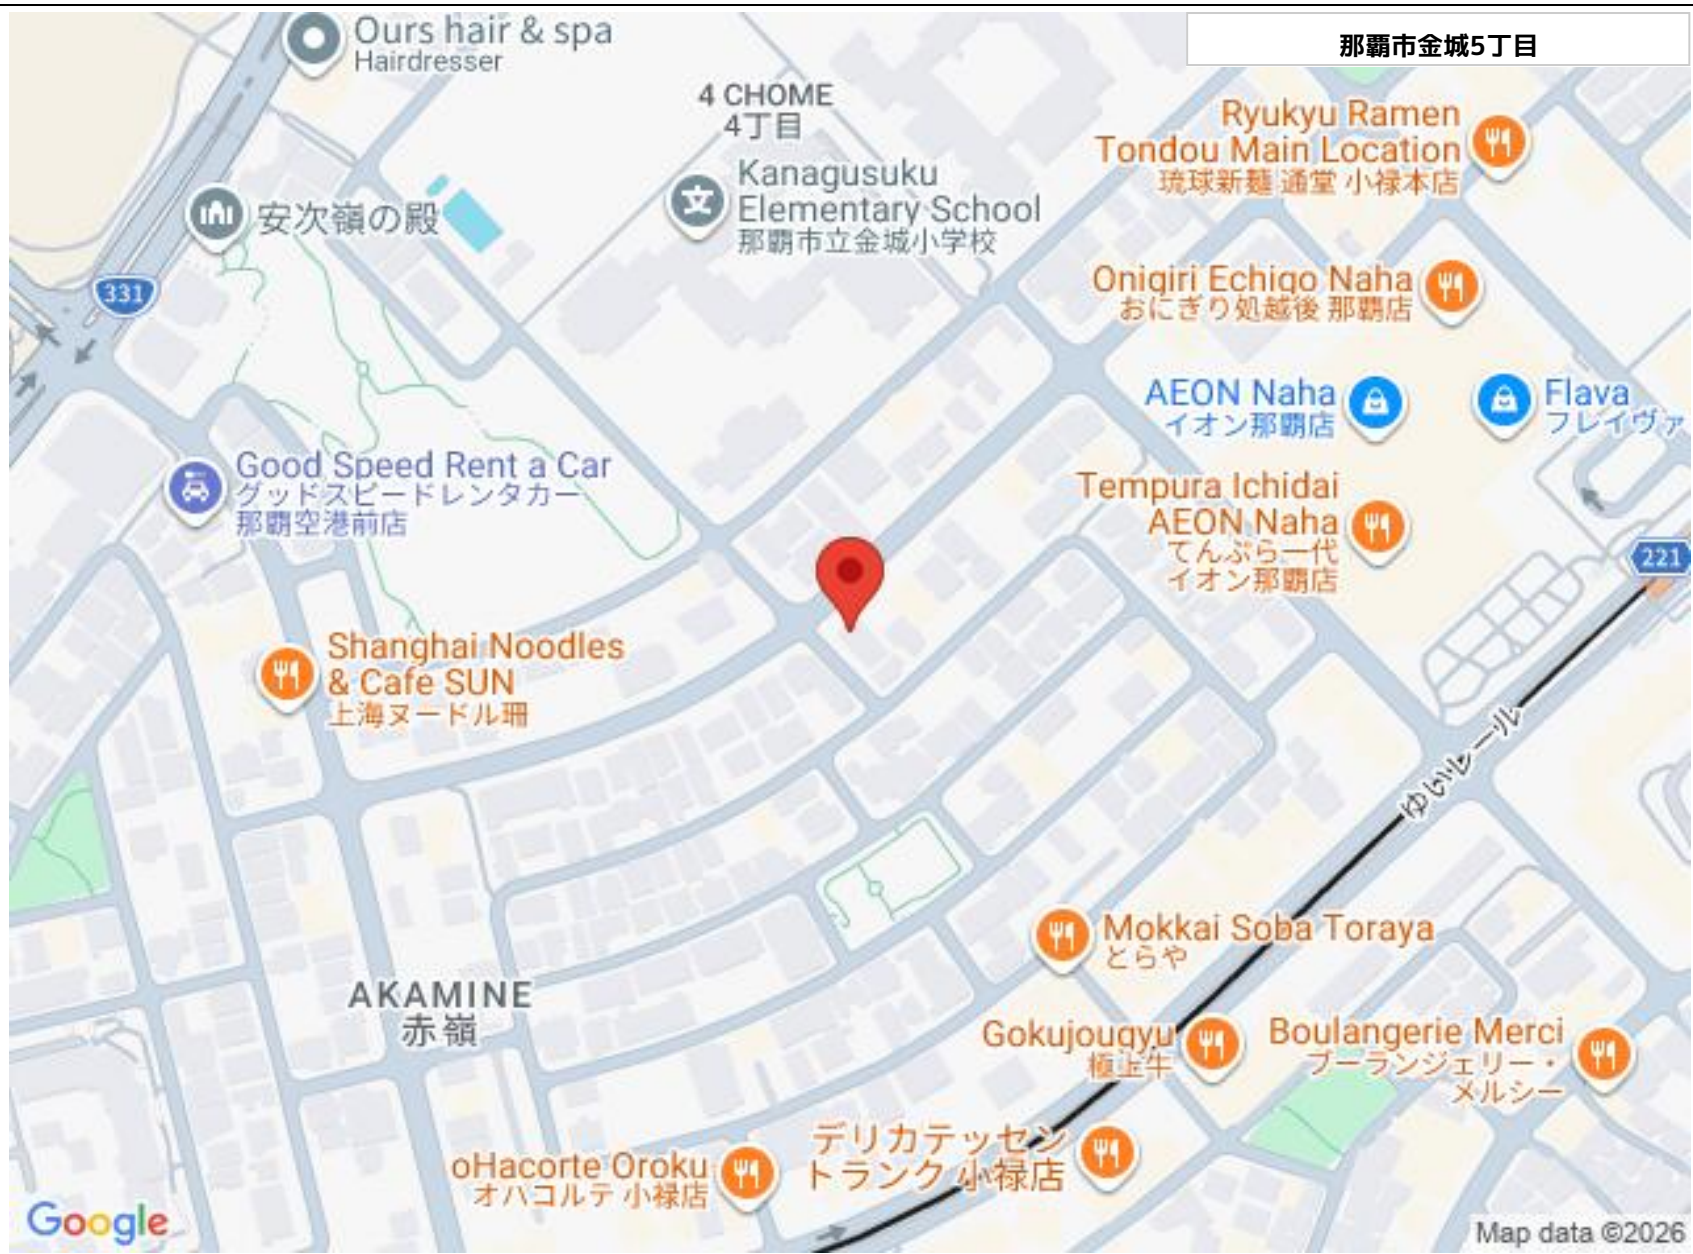 那覇市金城5丁目
Ours hair & spa
Hairdresser
4 CHOME
4丁目
Ryukyu Ramen
Tondou Main Location
琉球新麺 通堂 小禄本店
Kanagusuku
Elementary School
那覇市立金城小学校
安次嶺の殿
331
Onigiri Echigo Naha
おにぎり処越後 那覇店
AEON Naha
イオン那覇店
Flava
フレイヴァ
Good Speed Rent a Car
グッドスピードレンタカー
那覇空港前店
Tempura Ichidai
AEON Naha
てんぷら一代
イオン那覇店
221
Shanghai Noodles
& Cafe SUN
上海ヌードル珊
ゆいレール
Mokkai Soba Toraya
とらや
AKAMINE
赤嶺
Gokujougyu
極上牛
Boulangerie Merci
ブーランジェリー・
メルシー
デリカテッセン
トランク 小禄店
oHacorte Oroku
オハコルテ 小禄店
Google
Map data ©2026